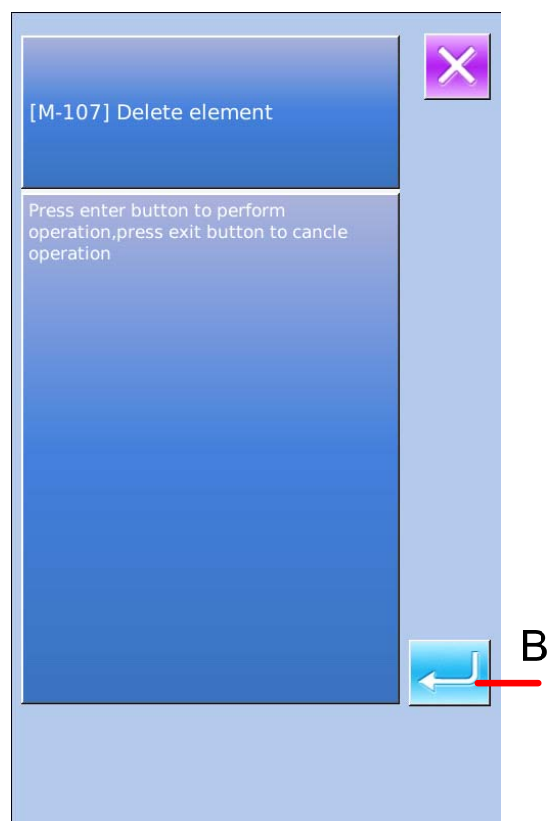 [M-107] Delete element
Press enter button to perform
operation,press exit button to cancle
operation
B